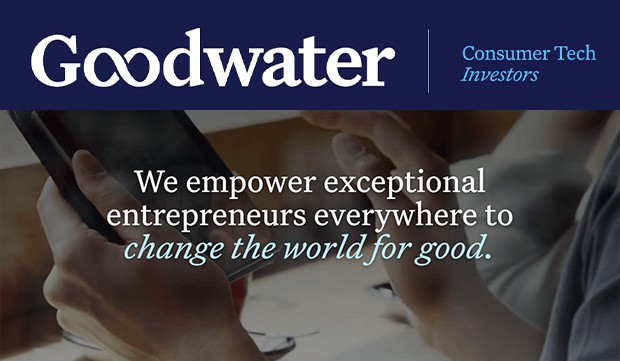 Goodwater
Consumer Tech
Investors
We empower exceptional
entrepreneurs everywhere to
change the world for good.